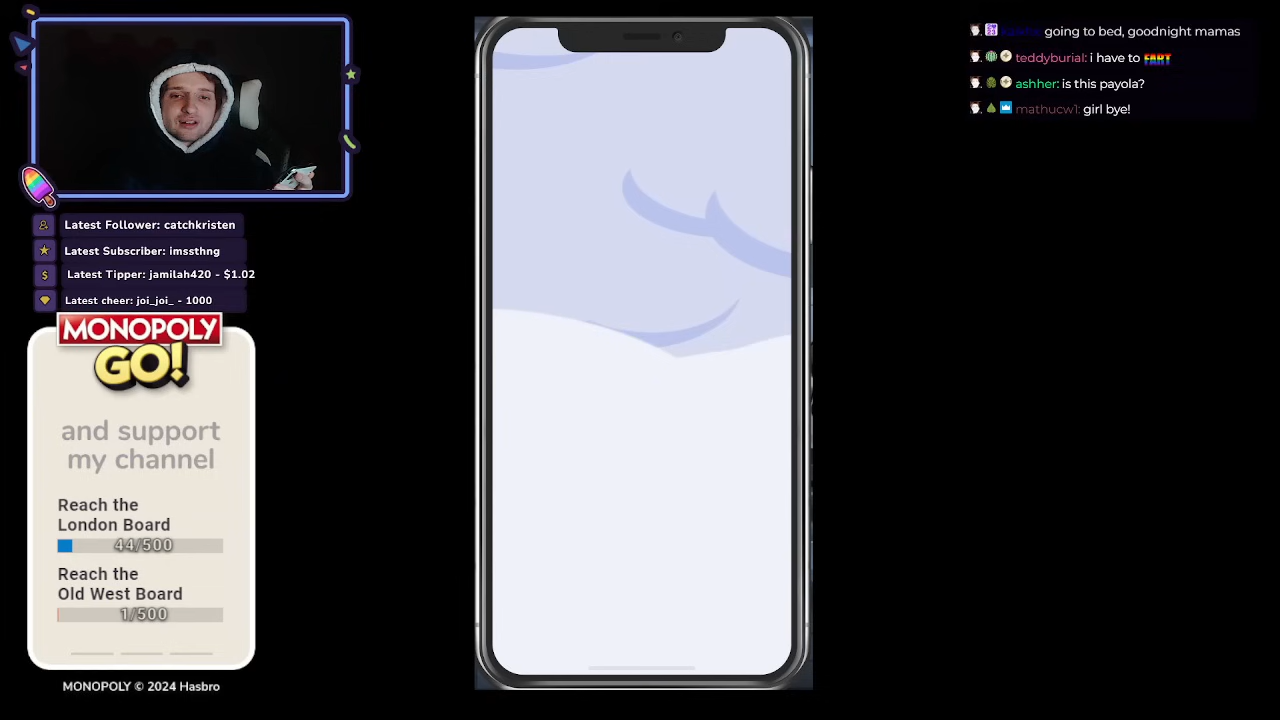 Latest Follower: catchkristen
Latest Subscriber: imssthng
$ Latest Tipper: jamilah420 - $1.02
Latest cheer: joi_joi_ - 1000
MONOPOLY
GO!
and support
my channel
Reach the
London Board
44/500
Reach the
Old West Board
1/500
MONOPOLY © 2024 Hasbro
going to bed, goodnight mamas
teddyburial: i have to FART
ashher: is this payola?
mathucw1: girl bye!